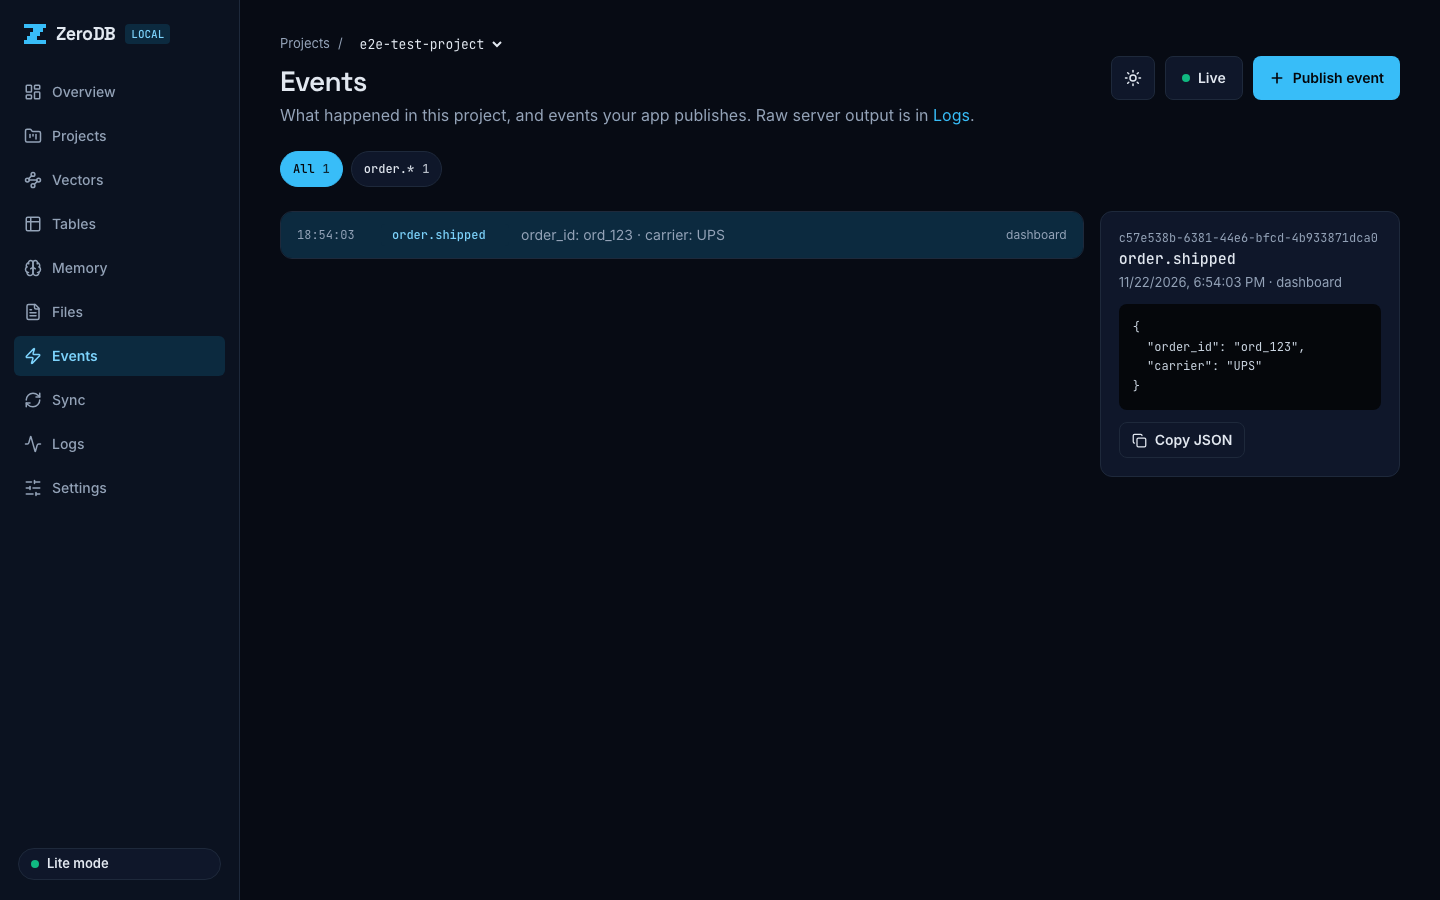 ZeroDB LOCAL
Overview
Projects
Vectors
Tables
Memory
Files
Events
Sync
Logs
Settings
Lite mode
Projects / e2e-test-project
Events
What happened in this project, and events your app publishes. Raw server output is in Logs.
Live
Publish event
All 1
order.* 1
18:54:03 order.shipped order_id: ord_123 · carrier: UPS dashboard
c57e538b-6381-44e6-bfcd-4b933871dca0
order.shipped
11/22/2026, 6:54:03 PM · dashboard
{
"order_id": "ord_123",
"carrier": "UPS"
}
Copy JSON